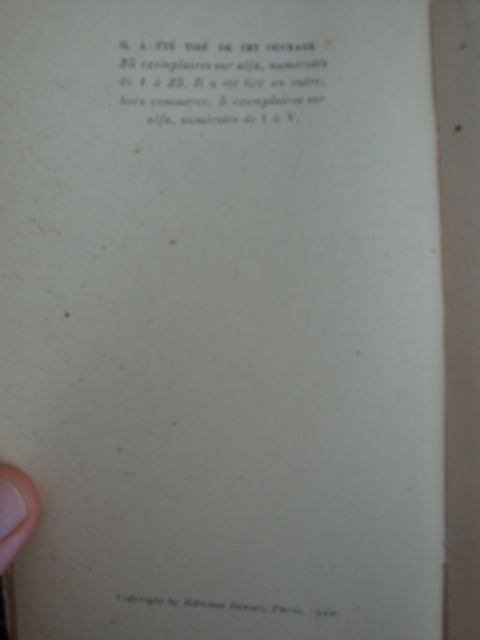 IL A ÉTÉ TIRÉ DE CET OUVRAGE
25 exemplaires sur alfa, numérotés
de 1 à 25. Il a été tiré en outre,
hors commerce, 5 exemplaires sur
alfa, numérotés de I à V.
Copyright by Editions Paris,